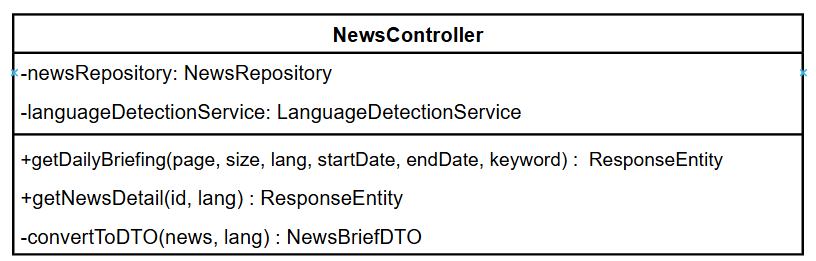 NewsController
-newsRepository: NewsRepository
-languageDetectionService: LanguageDetectionService
+getDailyBriefing(page, size, lang, startDate, endDate, keyword) : ResponseEntity
+getNewsDetail(id, lang) : ResponseEntity
-convertToDTO(news, lang) : NewsBriefDTO